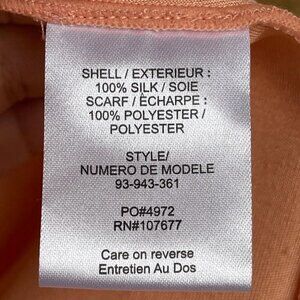 SHELL / EXTERIEUR :
100% SILK / SOIE
SCARF / ÉCHARPE :
100% POLYESTER /
POLYESTER
STYLE/
NUMERO DE MODELE
93-943-361
PO#4972
RN#107677
Care on reverse
Entretien Au Dos